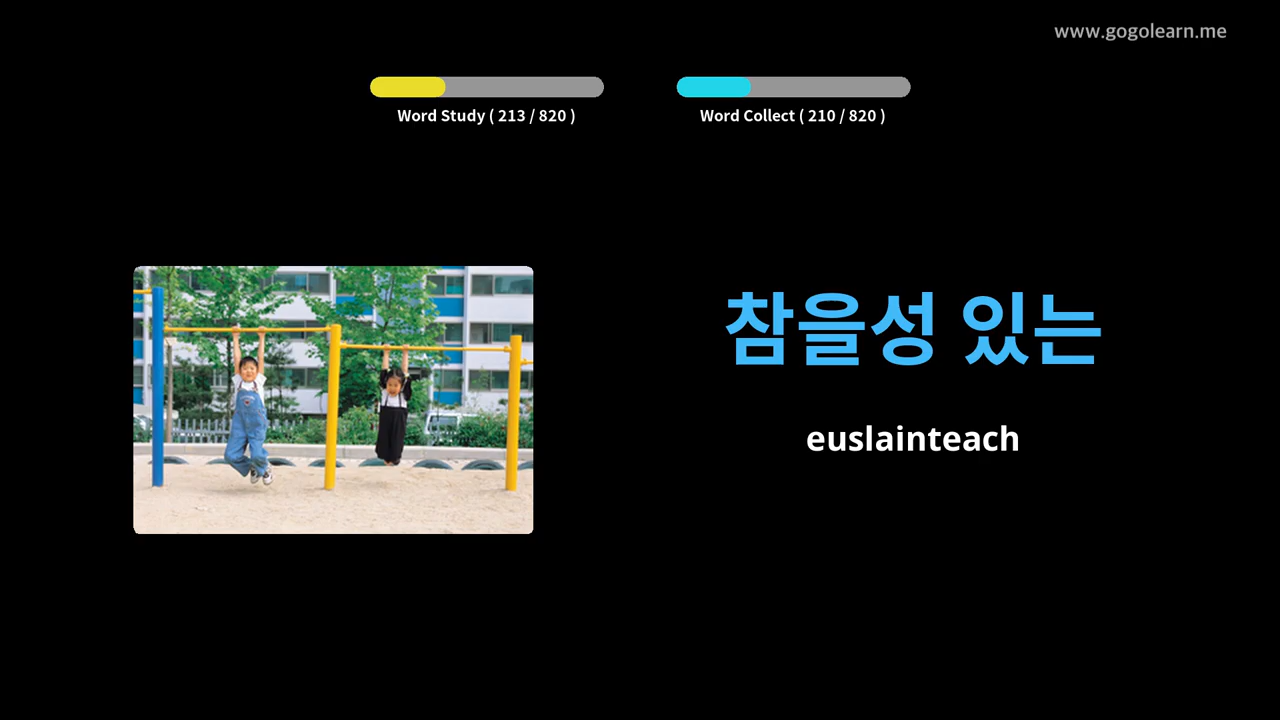 www.gogolearn.me
Word Study ( 213 / 820 )
Word Collect ( 210 / 820 )
참을성 있는
euslainteach